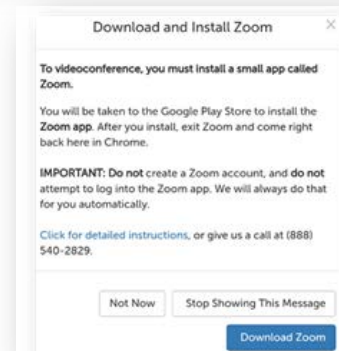 Download and Install Zoom ×
To videoconference, you must install a small app called
Zoom.
You will be taken to the Google Play Store to install the
Zoom app. After you install, exit Zoom and come right
back here in Chrome.
IMPORTANT: Do not create a Zoom account, and do not
attempt to log into the Zoom app. We will always do that
for you automatically.
Click for detailed instructions, or give us a call at (888)
540-2829.
Not Now Stop Showing This Message
Download Zoom